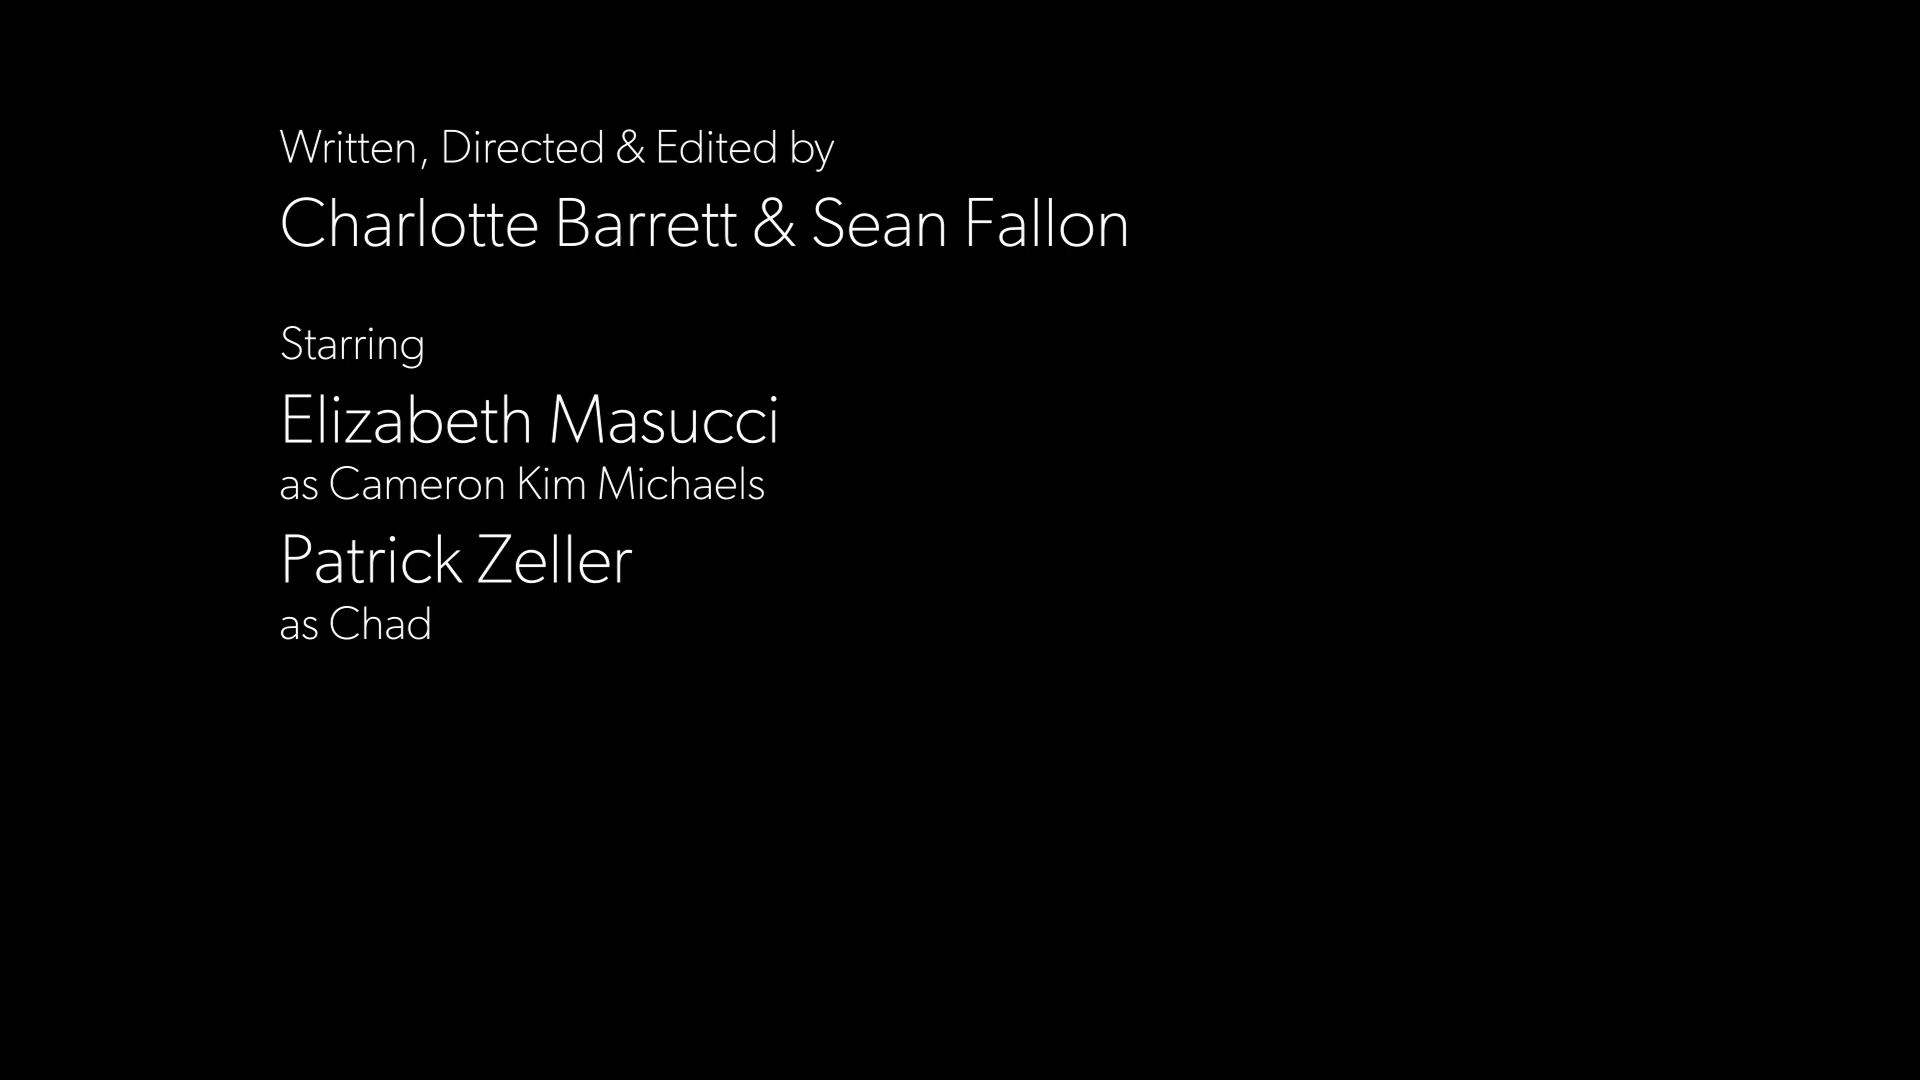 Written, Directed & Edited by
Charlotte Barrett & Sean Fallon
Starring
Elizabeth Masucci
as Cameron Kim Michaels
Patrick Zeller
as Chad